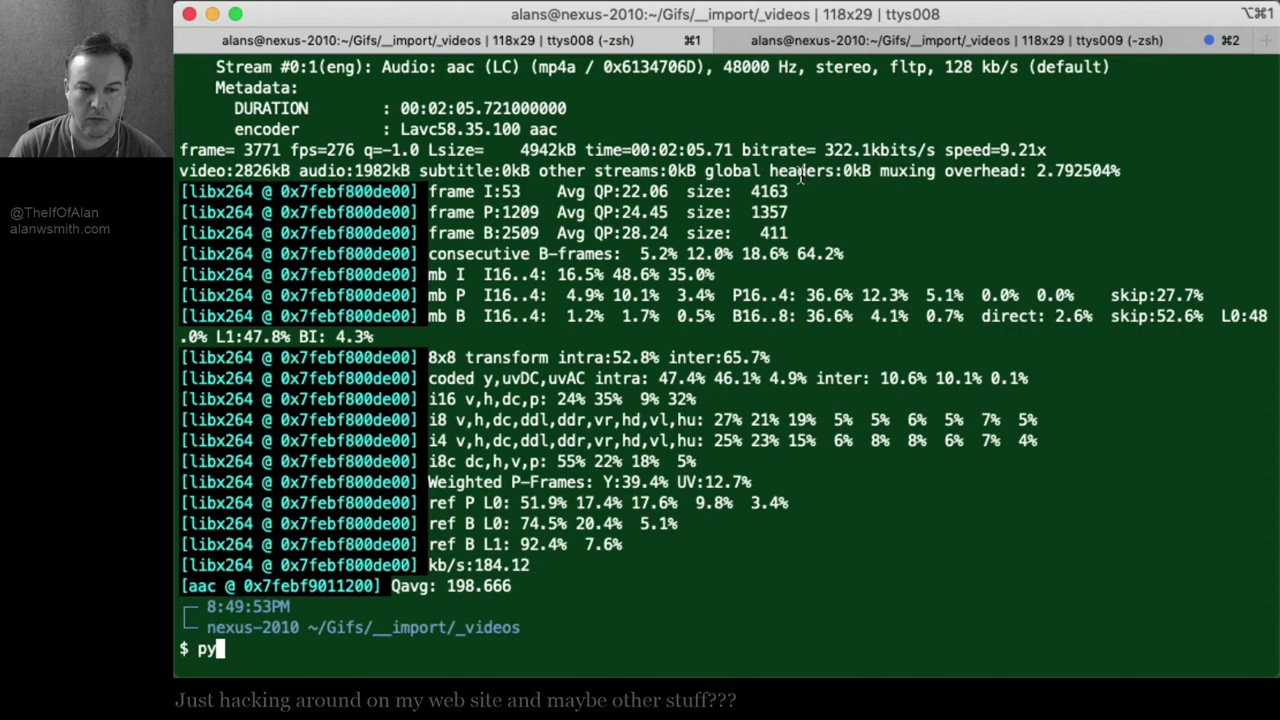 alans@nexus-2010:~/Gifs/__import/_videos | 118x29 | ttys008
⌥⌘1
alans@nexus-2010:~/Gifs/__import/_videos | 118x29 | ttys008 (-zsh)
⌘1
alans@nexus-2010:~/Gifs/__import/_videos | 118x29 | ttys009 (-zsh)
⌘2
@TheIfOfAlan
alanwsmith.com
Stream #0:1(eng): Audio: aac (LC) (mp4a / 0x6134706D), 48000 Hz, stereo, fltp, 128 kb/s (default)
Metadata:
DURATION : 00:02:05.721000000
encoder : Lavc58.35.100 aac
frame= 3771 fps=276 q=-1.0 Lsize= 4942kB time=00:02:05.71 bitrate= 322.1kbits/s speed=9.21x
video:2826kB audio:1982kB subtitle:0kB other streams:0kB global headers:0kB muxing overhead: 2.792504%
[libx264 @ 0x7febf800de00] frame I:53 Avg QP:22.06 size: 4163
[libx264 @ 0x7febf800de00] frame P:1209 Avg QP:24.45 size: 1357
[libx264 @ 0x7febf800de00] frame B:2509 Avg QP:28.24 size: 411
[libx264 @ 0x7febf800de00] consecutive B-frames: 5.2% 12.0% 18.6% 64.2%
[libx264 @ 0x7febf800de00] mb I I16..4: 16.5% 48.6% 35.0%
[libx264 @ 0x7febf800de00] mb P I16..4: 4.9% 10.1% 3.4% P16..4: 36.6% 12.3% 5.1% 0.0% 0.0% skip:27.7%
[libx264 @ 0x7febf800de00] mb B I16..4: 1.2% 1.7% 0.5% B16..8: 36.6% 4.1% 0.7% direct: 2.6% skip:52.6% L0:48
.0% L1:47.8% BI: 4.3%
[libx264 @ 0x7febf800de00] 8x8 transform intra:52.8% inter:65.7%
[libx264 @ 0x7febf800de00] coded y,uvDC,uvAC intra: 47.4% 46.1% 4.9% inter: 10.6% 10.1% 0.1%
[libx264 @ 0x7febf800de00] i16 v,h,dc,p: 24% 35% 9% 32%
[libx264 @ 0x7febf800de00] i8 v,h,dc,ddl,ddr,vr,hd,vl,hu: 27% 21% 19% 5% 5% 6% 5% 7% 5%
[libx264 @ 0x7febf800de00] i4 v,h,dc,ddl,ddr,vr,hd,vl,hu: 25% 23% 15% 6% 8% 8% 6% 7% 4%
[libx264 @ 0x7febf800de00] i8c dc,h,v,p: 55% 22% 18% 5%
[libx264 @ 0x7febf800de00] Weighted P-Frames: Y:39.4% UV:12.7%
[libx264 @ 0x7febf800de00] ref P L0: 51.9% 17.4% 17.6% 9.8% 3.4%
[libx264 @ 0x7febf800de00] ref B L0: 74.5% 20.4% 5.1%
[libx264 @ 0x7febf800de00] ref B L1: 92.4% 7.6%
[libx264 @ 0x7febf800de00] kb/s:184.12
[aac @ 0x7febf9011200] Qavg: 198.666
8:49:53PM
nexus-2010 ~/Gifs/__import/_videos
$ py
Just hacking around on my web site and maybe other stuff???